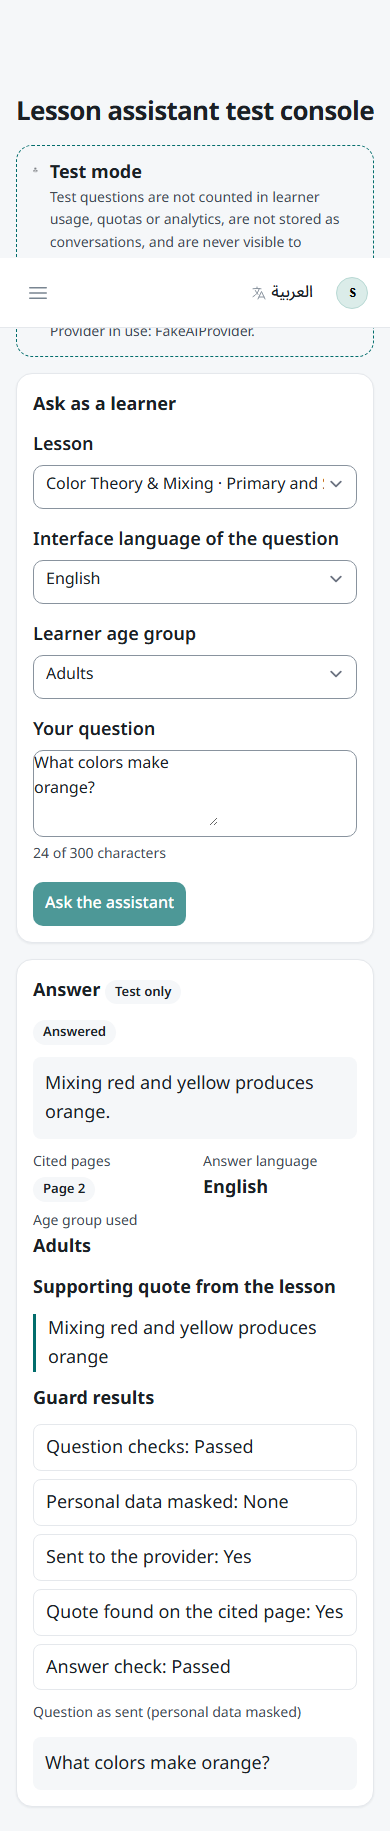 Lesson assistant test console
Test mode
Test questions are not counted in learner
usage, quotas or analytics, are not stored as
conversations, and are never visible to
العربية
S
Provider in use: FakeAiProvider.
Ask as a learner
Lesson
Color Theory & Mixing · Primary and
Interface language of the question
English
Learner age group
Adults
Your question
What colors make
orange?
24 of 300 characters
Ask the assistant
Answer Test only
Answered
Mixing red and yellow produces
orange.
Cited pages Answer language
Page 2 English
Age group used
Adults
Supporting quote from the lesson
Mixing red and yellow produces
orange
Guard results
Question checks: Passed
Personal data masked: None
Sent to the provider: Yes
Quote found on the cited page: Yes
Answer check: Passed
Question as sent (personal data masked)
What colors make orange?